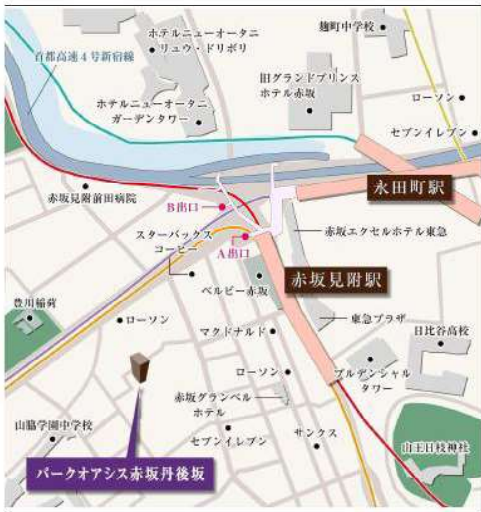 ホテルニューオータニ
リュウ・ドリボリ
麹町中学校
首都高速4号新宿線
旧グランドプリンス
ホテル赤坂
ホテルニューオータニ
ガーデンタワー
ローソン
セブンイレブン
永田町駅
赤坂見附前田病院
B出口
スターバックス
コーヒー
A出口
赤坂エクセルホテル東急
赤坂見附駅
ベルビー赤坂
豊川稲荷
ローソン
マクドナルド
東急プラザ
日比谷高校
ローソン
プルデンシャル
タワー
赤坂グランベル
ホテル
山脇学園中学校
セブンイレブン
サンクス
山王日枝神社
パークオアシス赤坂丹後坂